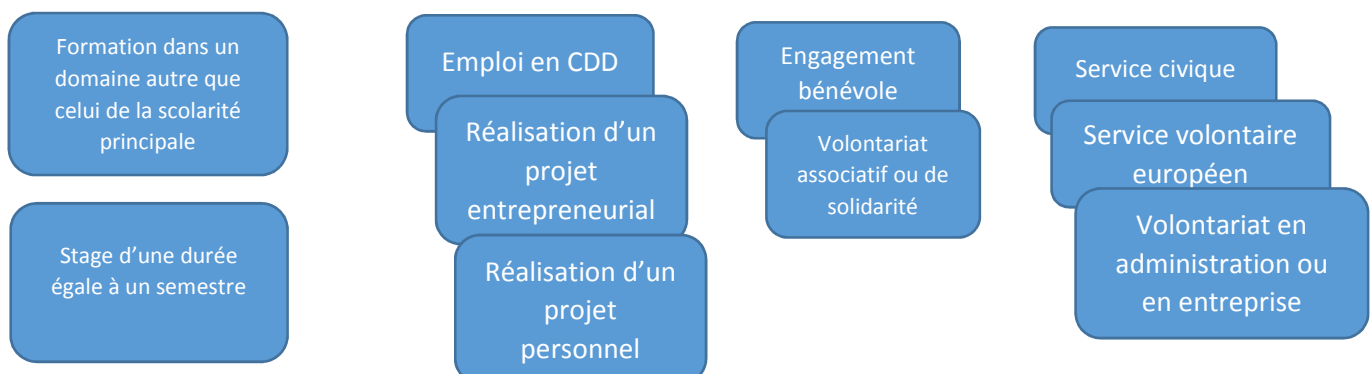 Formation dans un
domaine autre que
celui de la scolarité
principale
Stage d’une durée
égale à un semestre
Emploi en CDD
Réalisation d’un
projet
entrepreneurial
Réalisation d’un
projet
personnel
Engagement
bénévole
Volontariat
associatif ou de
solidarité
Service civique
Service volontaire
européen
Volontariat en
administration ou
en entreprise